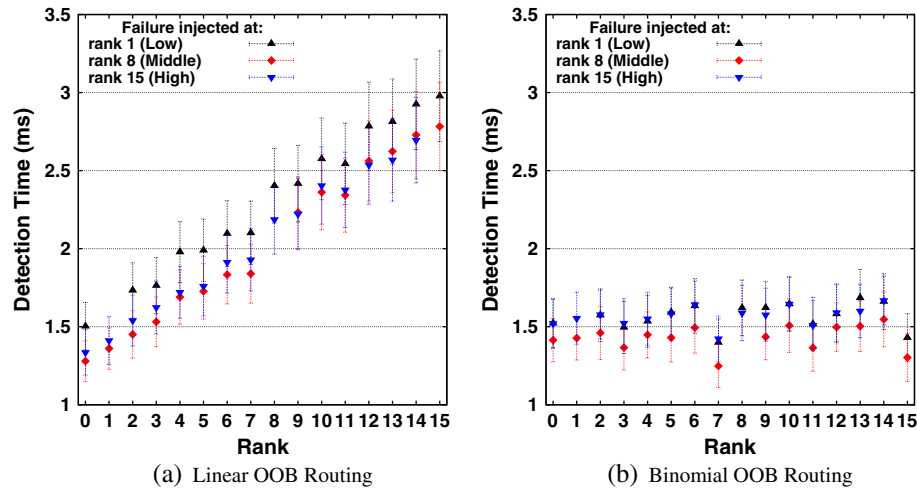 3.5
3
2.5
2
1.5
1
Detection Time (ms)
Failure injected at:
rank 1 (Low)
rank 8 (Middle)
rank 15 (High)
0 1 2 3 4 5 6 7 8 9 10 11 12 13 14 15
Rank
(a) Linear OOB Routing
3.5
3
2.5
2
1.5
1
Detection Time (ms)
Failure injected at:
rank 1 (Low)
rank 8 (Middle)
rank 15 (High)
0 1 2 3 4 5 6 7 8 9 10 11 12 13 14 15
Rank
(b) Binomial OOB Routing